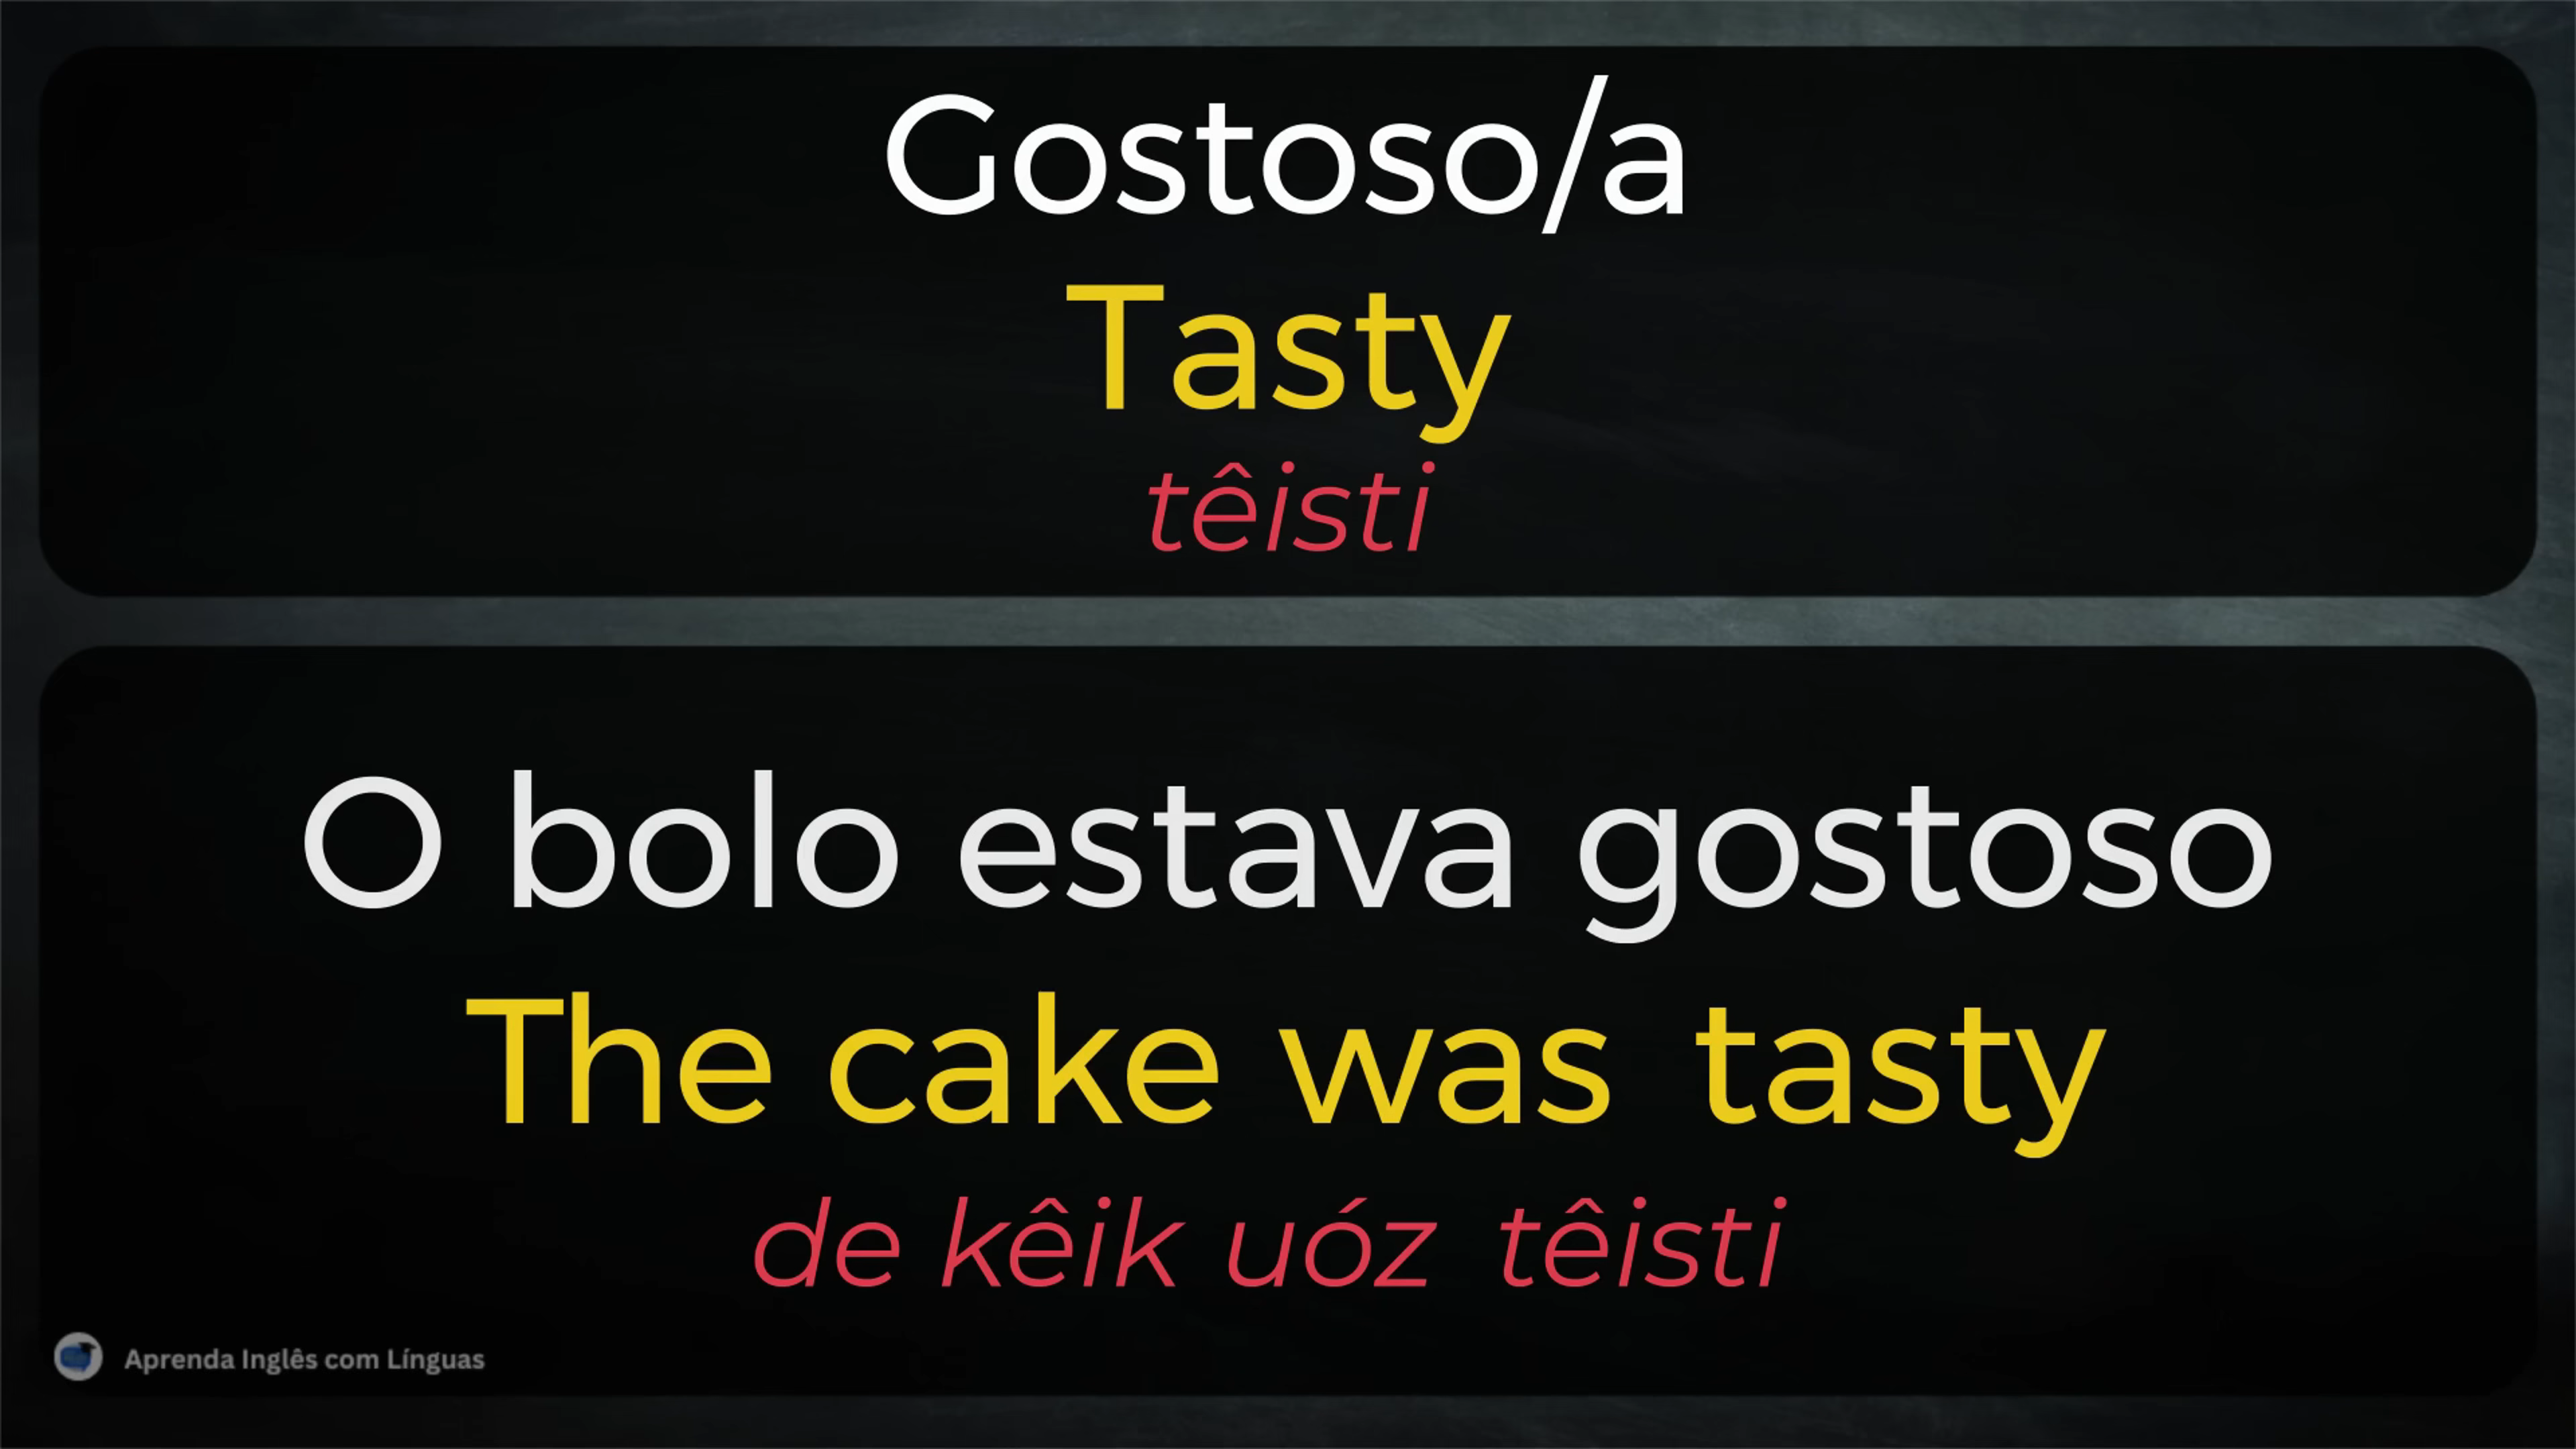 Gostoso/a
Tasty
têisti
O bolo estava gostoso
The cake was tasty
de kêik uóz têisti
Aprenda Inglês com Línguas